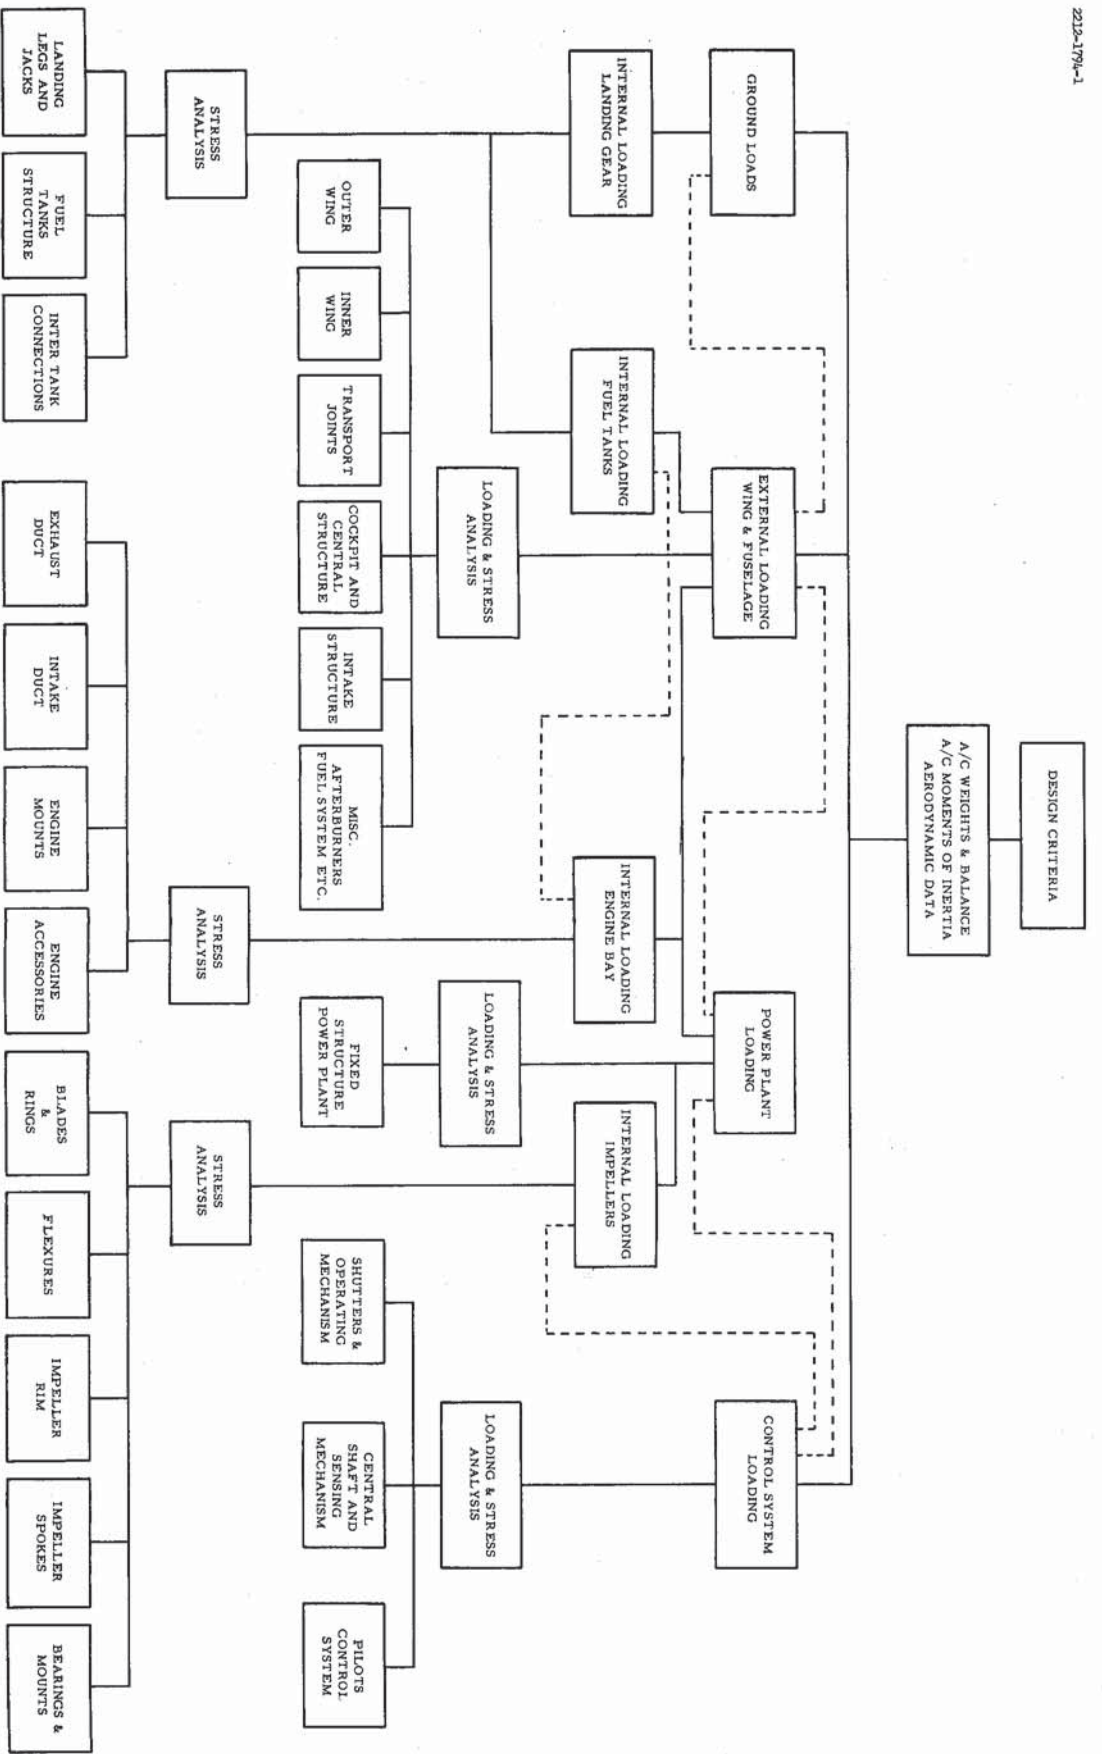 2212-1794-1
DESIGN CRITERIA
A/C WEIGHTS & BALANCE
A/C MOMENTS OF INERTIA
AERODYNAMIC DATA
GROUND LOADS
EXTERNAL LOADING
WING & FUSELAGE
POWER PLANT
LOADING
CONTROL SYSTEM
LOADING
INTERNAL LOADING
LANDING GEAR
INTERNAL LOADING
FUEL TANKS
INTERNAL LOADING
ENGINE BAY
INTERNAL LOADING
IMPELLERS
LOADING & STRESS
ANALYSIS
LOADING & STRESS
ANALYSIS
LOADING & STRESS
ANALYSIS
OUTER
WING
INNER
WING
TRANSPORT
JOINTS
COCKPIT AND
CENTRAL
STRUCTURE
INTAKE
STRUCTURE
MISC.
AFTERBURNERS
FUEL SYSTEM ETC.
FIXED
STRUCTURE
POWER PLANT
SHUTTERS &
OPERATING
MECHANISM
CENTRAL
SHAFT AND
SENSING
MECHANISM
PILOTS
CONTROL
SYSTEM
STRESS
ANALYSIS
STRESS
ANALYSIS
STRESS
ANALYSIS
LANDING
LEGS AND
JACKS
FUEL
TANKS
STRUCTURE
INTER TANK
CONNECTIONS
EXHAUST
DUCT
INTAKE
DUCT
ENGINE
MOUNTS
ENGINE
ACCESSORIES
BLADES
&
RINGS
FLEXURES
IMPELLER
RIM
IMPELLER
SPOKES
BEARINGS &
MOUNTS